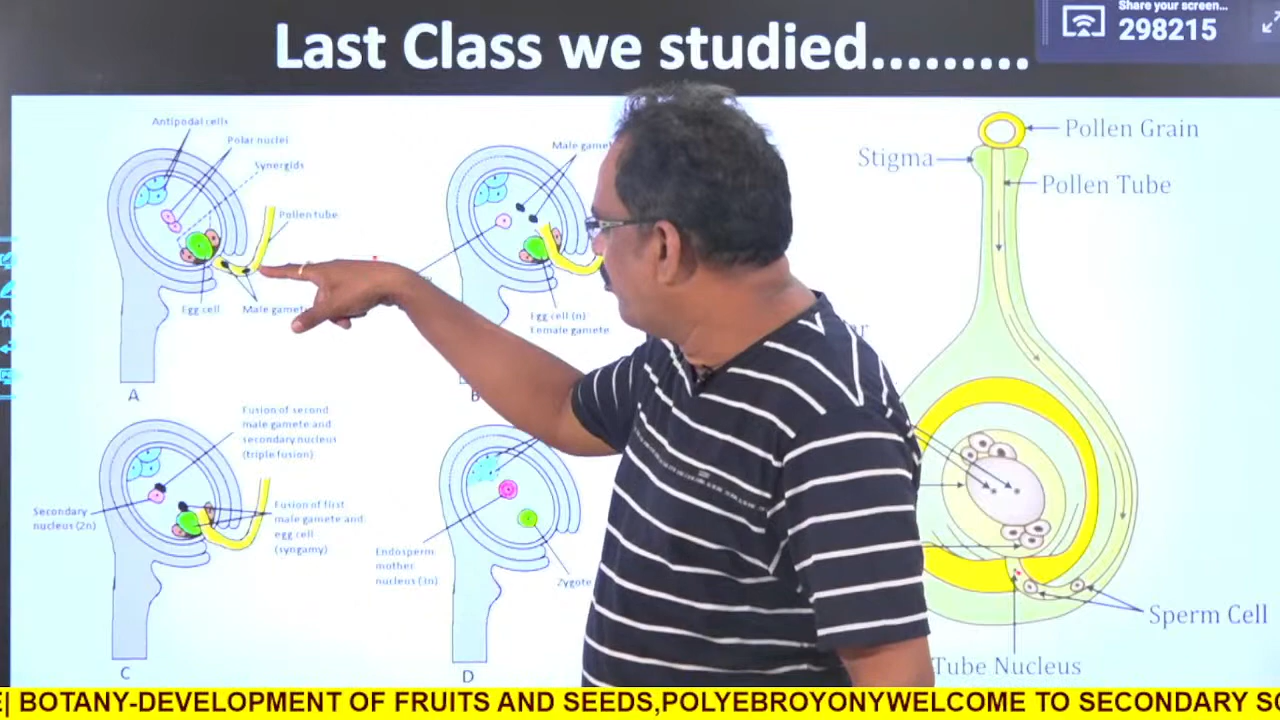 Last Class we studied.........
Share your screen...
298215
Antipodal cells
Polar nuclei
Synergids
Pollen tube
Egg cell
Male gamete
A
Male gamet
Egg cell (n)
Female gamete
B
Fusion of second
male gamete and
secondary nucleus
(triple fusion)
Secondary
nucleus (2n)
Fusion of first
male gamete and
egg cell
(syngamy)
C
Endosperm
mother
nucleus (3n)
Zygote
D
Pollen Grain
Stigma
Pollen Tube
Sperm Cell
Tube Nucleus
E| BOTANY-DEVELOPMENT OF FRUITS AND SEEDS,POLYEBROYONYWELCOME TO SECONDARY SC